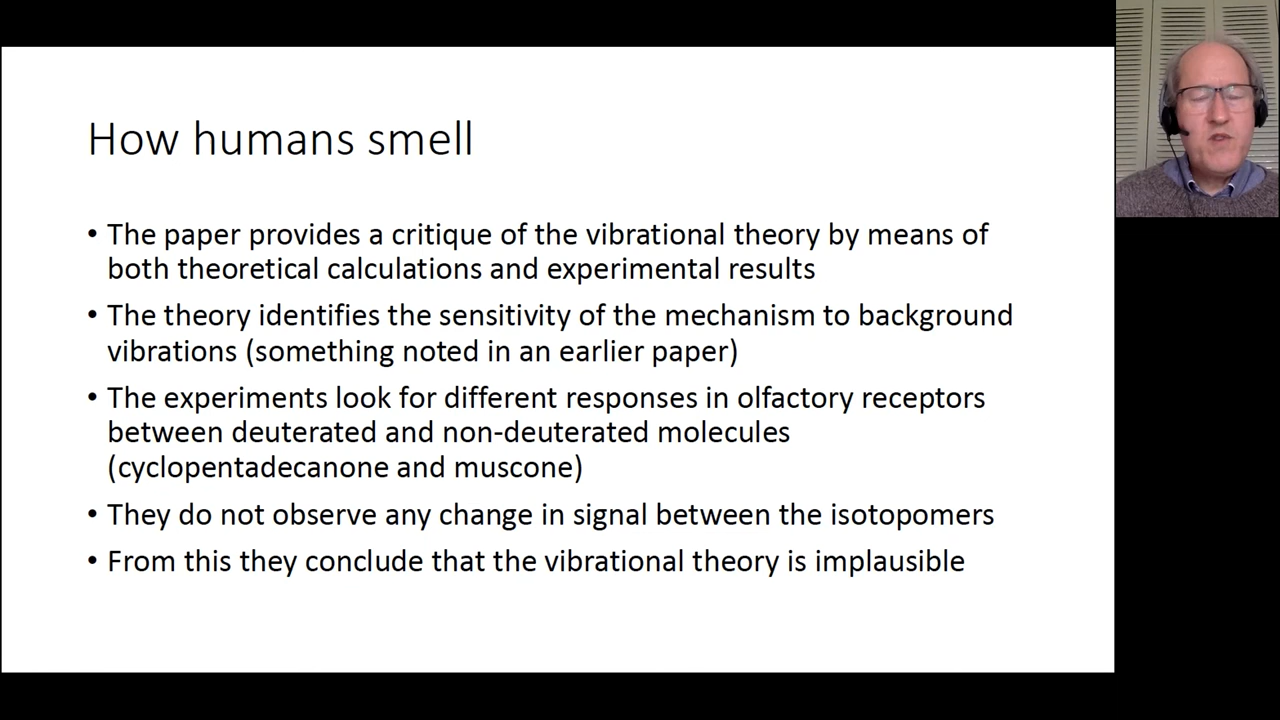 How humans smell
• The paper provides a critique of the vibrational theory by means of
both theoretical calculations and experimental results
• The theory identifies the sensitivity of the mechanism to background
vibrations (something noted in an earlier paper)
• The experiments look for different responses in olfactory receptors
between deuterated and non-deuterated molecules
(cyclopentadecanone and muscone)
• They do not observe any change in signal between the isotopomers
• From this they conclude that the vibrational theory is implausible